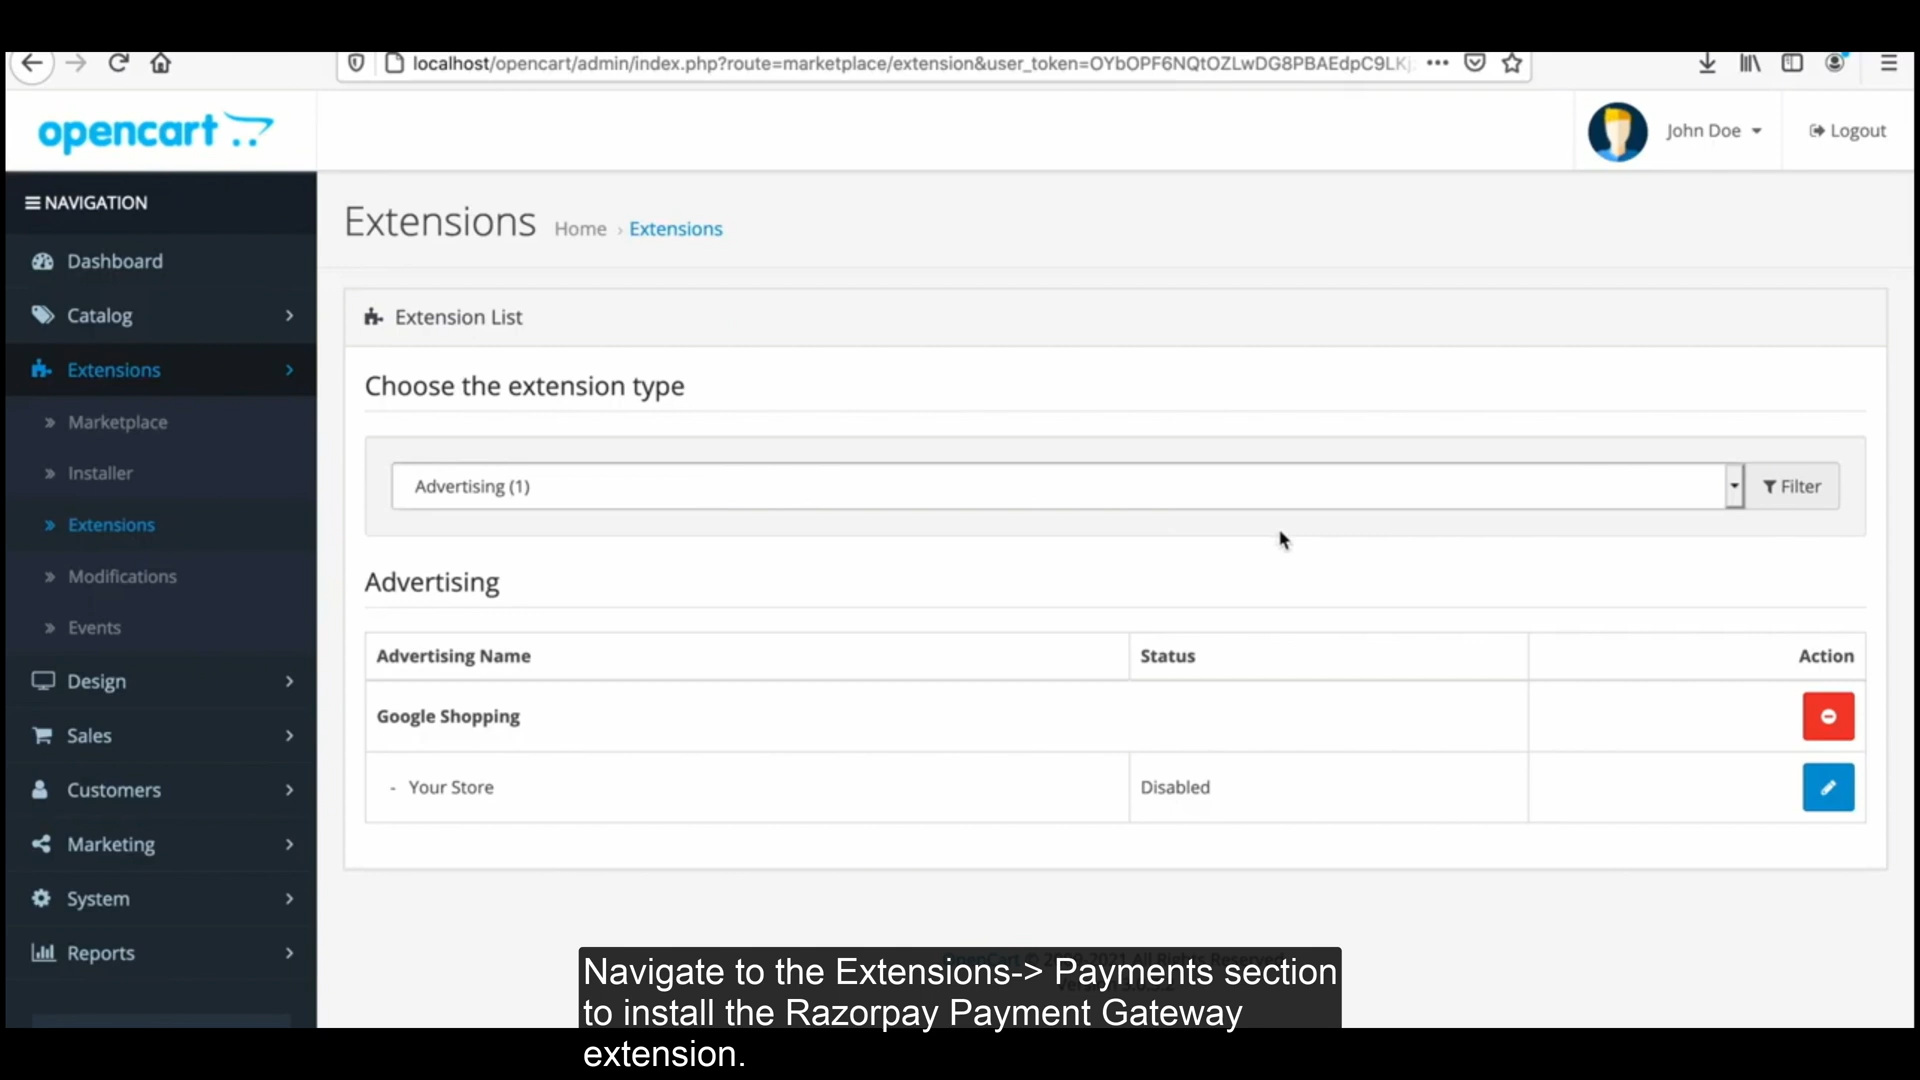 localhost/opencart/admin/index.php?route=marketplace/extension&user_token=OYbOPF6NQtOZLwDG8PBAEdpC9LKj
opencart
John Doe
Logout
NAVIGATION
Dashboard
Catalog
Extensions
Marketplace
Installer
Extensions
Modifications
Events
Design
Sales
Customers
Marketing
System
Reports
Extensions Home › Extensions
Extension List
Choose the extension type
Advertising (1)
Filter
Advertising
Advertising Name Status Action
Google Shopping
- Your Store Disabled
Navigate to the Extensions-> Payments section
to install the Razorpay Payment Gateway
extension.